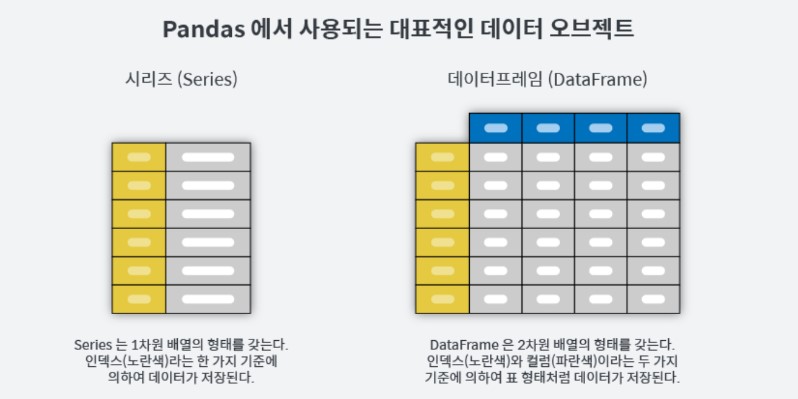 Pandas 에서 사용되는 대표적인 데이터 오브젝트
시리즈 (Series)
데이터프레임 (DataFrame)
Series 는 1차원 배열의 형태를 갖는다.
인덱스(노란색)라는 한 가지 기준에
의하여 데이터가 저장된다.
DataFrame 은 2차원 배열의 형태를 갖는다.
인덱스(노란색)와 컬럼(파란색)이라는 두 가지
기준에 의하여 표 형태처럼 데이터가 저장된다.